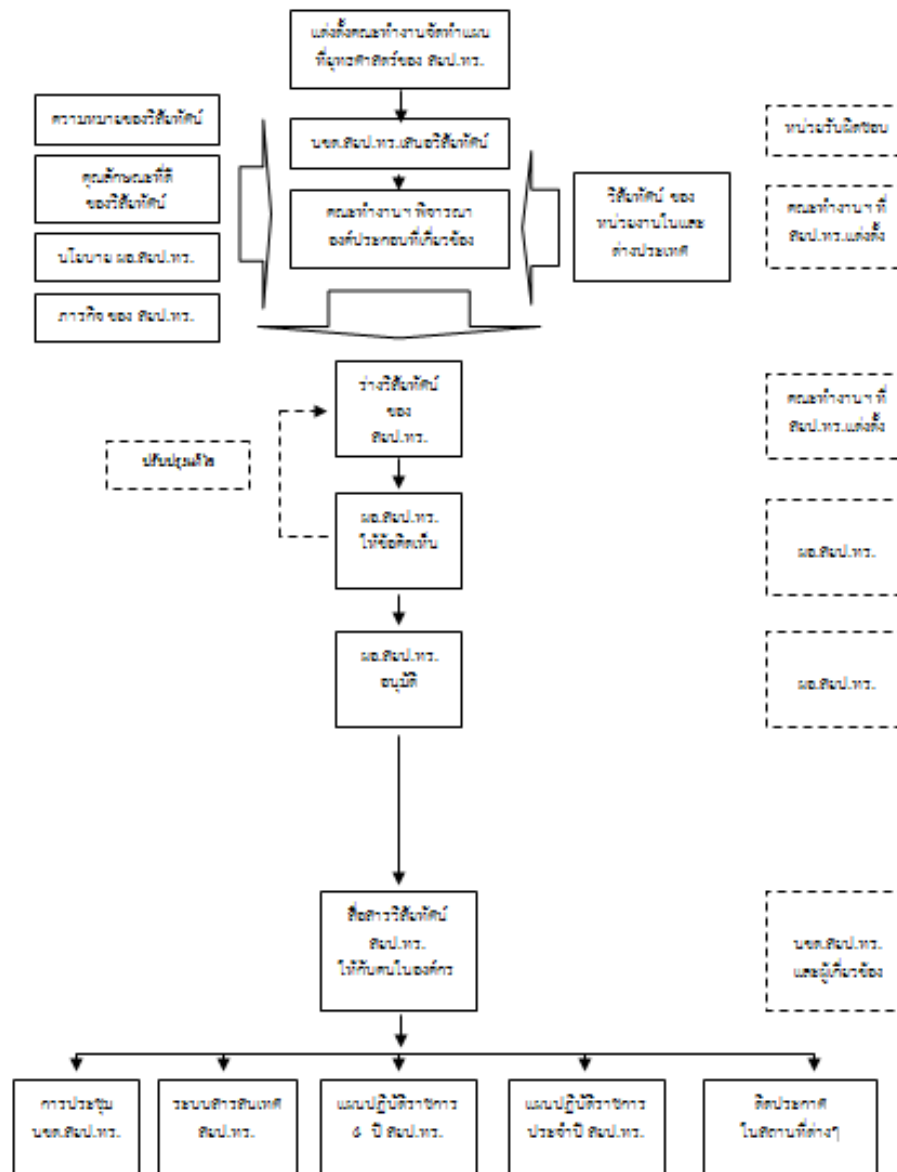 แต่งตั้งคณะทำงานจัดทำแผน
ที่ยุทธศาสตร์ของ สยป.ทร.
ความหมายของวิสัยทัศน์
นขต.สยป.ทร.เสนอวิสัยทัศน์
หน่วยรับผิดชอบ
คุณลักษณะที่ดี
ของวิสัยทัศน์
คณะทำงานฯ พิจารณา
องค์ประกอบที่เกี่ยวข้อง
วิสัยทัศน์ ของ
หน่วยงานในและ
ต่างประเทศ
คณะทำงานฯ ที่
สยป.ทร.แต่งตั้ง
นโยบาย ผอ.สยป.ทร.
ภารกิจ ของ สยป.ทร.
ร่างวิสัยทัศน์
ของ
สยป.ทร.
คณะทำงานฯ ที่
สยป.ทร.แต่งตั้ง
ปรับปรุงแก้ไข
ผอ.สยป.ทร.
ให้ข้อคิดเห็น
ผอ.สยป.ทร.
ผอ.สยป.ทร.
อนุมัติ
ผอ.สยป.ทร.
สื่อสารวิสัยทัศน์
สยป.ทร.
ให้กับคนในองค์กร
นขต.สยป.ทร.
และผู้เกี่ยวข้อง
การประชุม
นขต.สยป.ทร.
ระบบสารสนเทศ
สยป.ทร.
แผนปฏิบัติราชการ
ปี สยป.ทร.
แผนปฏิบัติราชการ
ประจำปี สยป.ทร.
ติดประกาศ
ในสถานที่ต่างๆ